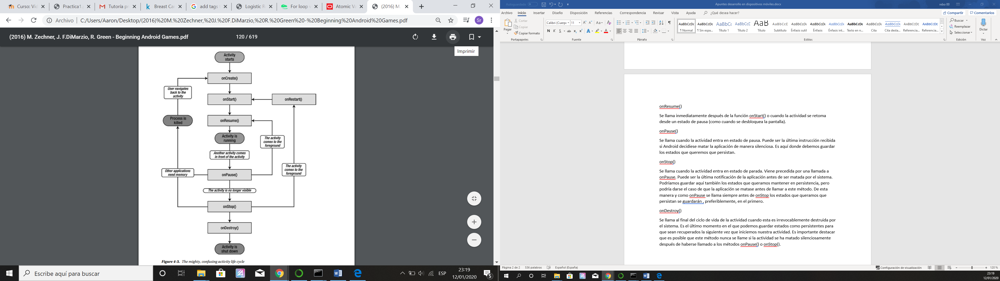 Curso: Vic
Practica1.
Tutoría pr
Breast Car
add tags
Logistic R
For loop
Atomic Va
(2016) M.
Archivo
C:/Users/Aaron/Desktop/(2016)%20M.%20Zechner,%20J.%20F.DiMarzio,%20R.%20Green%20-%20Beginning%20Android%20Games.pdf
Sr
(2016) M. Zechner, J. F.DiMarzio, R. Green - Beginning Android Games.pdf
120 / 619
Imprimir
Activity
starts
onCreate()
User navigates
back to the
activity
onStart()
onRestart()
Process is
killed
onResume()
Activity is
running
The activity
comes to the
foreground
Another activity comes
in front of the activity
The activity
comes to the
foreground
Other applications
need memory
onPause()
The activity is no longer visible
onStop()
onDestroy()
Activity is
shut down
Figure 4-3. The mighty, confusing activity life cycle
Escribe aquí para buscar
ESP
23:19
12/01/2020
5
Autoguardado
Apuntes desarrollo en dispositivos móviles.docx
rebo 00
Archivo Inicio Insertar Diseño Disposición Referencias Correspondencia Revisar Vista Ayuda ¿Qué desea hacer?
Compartir
Comentarios
Pegar
Cortar
Copiar
Copiar formato
Portapapeles
Calibri (Cuerp
11
N K S ab x₂ x²
Fuente
Párrafo
AaBbCcDc AaBbCcDc AaBbC( AaBbCcE AaB AaBbCcE AaBbCcDc AaBbCcDc AaBbCcDc AaBbCcDc AaBbCcDc AaBbCcDc AABBCCDE AABBCCDE
¶ Normal ¶ Sin espa... Título 1 Título 2 Título Subtítulo Énfasis sutil Énfasis Énfasis int... Texto en n... Cita Cita desta... Referencia... Referencia...
Estilos
Buscar
Reemplazar
Seleccionar
Edición
Dictar
Voz
onResume()
Se llama inmediatamente después de la función onStart() o cuando la actividad se retoma
desde un estado de pausa (como cuando se desbloquea la pantalla).
onPause()
Se llama cuando la actividad entra en estado de pausa. Puede ser la última instrucción recibida
si Android decidiese matar la aplicación de manera silenciosa. Es aquí donde debemos guardar
los estados que queremos que persistan.
onStop()
Se llama cuando la actividad entra en estado de parada. Viene precedida por una llamada a
onPause. Puede ser la última notificación de la aplicación antes de ser matada por el sistema.
Podríamos guardar aquí también los estados que queramos mantener en persistencia, pero
podría darse el caso de que la aplicación se matase antes de llamar a este método. De esta
manera y como onPause se llama siempre antes de onStop los estados que queramos que
persistan se guardarán , preferiblemente, en el primero.
onDestroy()
Se llama al final del ciclo de vida de la actividad cuando esta es irrevocablemente destruida por
el sistema. Es el último momento en el que podemos guardar estados como persistentes para
que sean recuperados la siguiente vez que iniciemos nuestra actividad. Es importante destacar
que es posible que este método nunca se llame si la actividad se ha matado silenciosamente
después de haberse llamado a los métodos onPause() o onStop().
Página 2 de 2
536 palabras
Español (España)
Configuración de visualización
120 %
23:19
12/01/2020